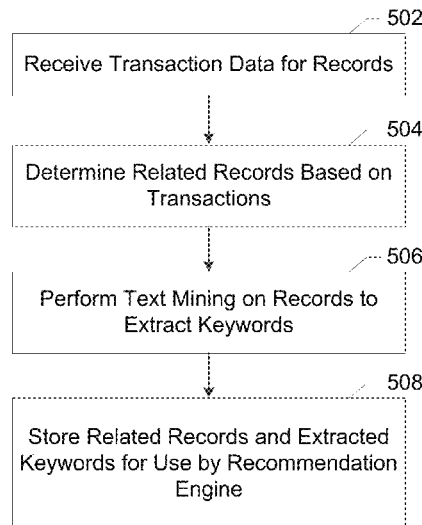 502
Receive Transaction Data for Records
504
Determine Related Records Based on
Transactions
506
Perform Text Mining on Records to
Extract Keywords
508
Store Related Records and Extracted
Keywords for Use by Recommendation
Engine